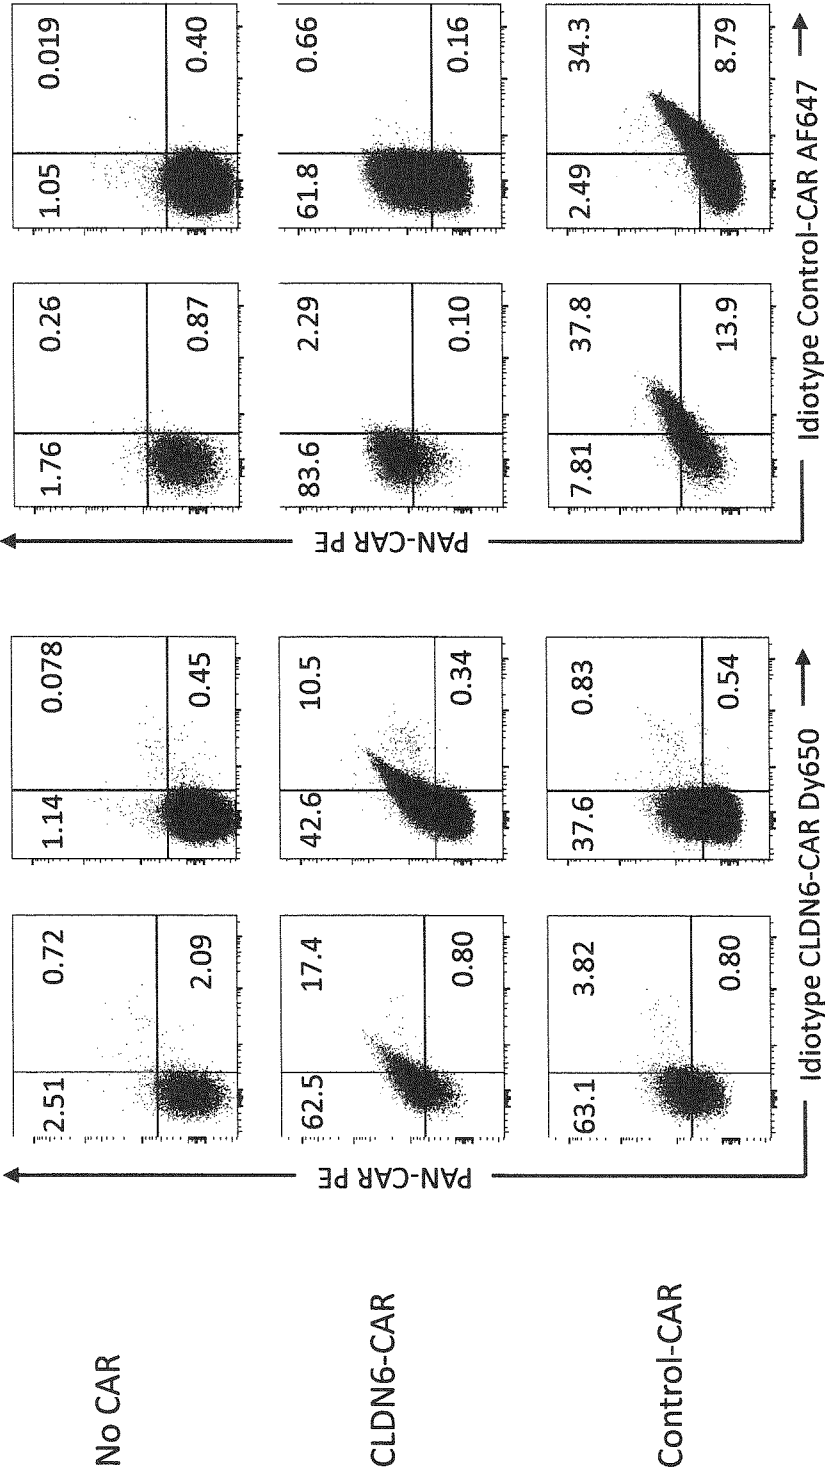 No CAR
2.51 0.72 1.14 0.078 1.76 0.26 1.05 0.019
2.09 0.45 0.87 0.40
CLDN6-CAR
62.5 17.4 42.6 10.5 83.6 2.29 61.8 0.66
0.80 0.34 0.10 0.16
Control-CAR
63.1 3.82 37.6 0.83 7.81 37.8 2.49 34.3
0.80 0.54 13.9 8.79
PAN-CAR PE
PAN-CAR PE
Idiotype CLDN6-CAR Dy650
Idiotype Control-CAR AF647